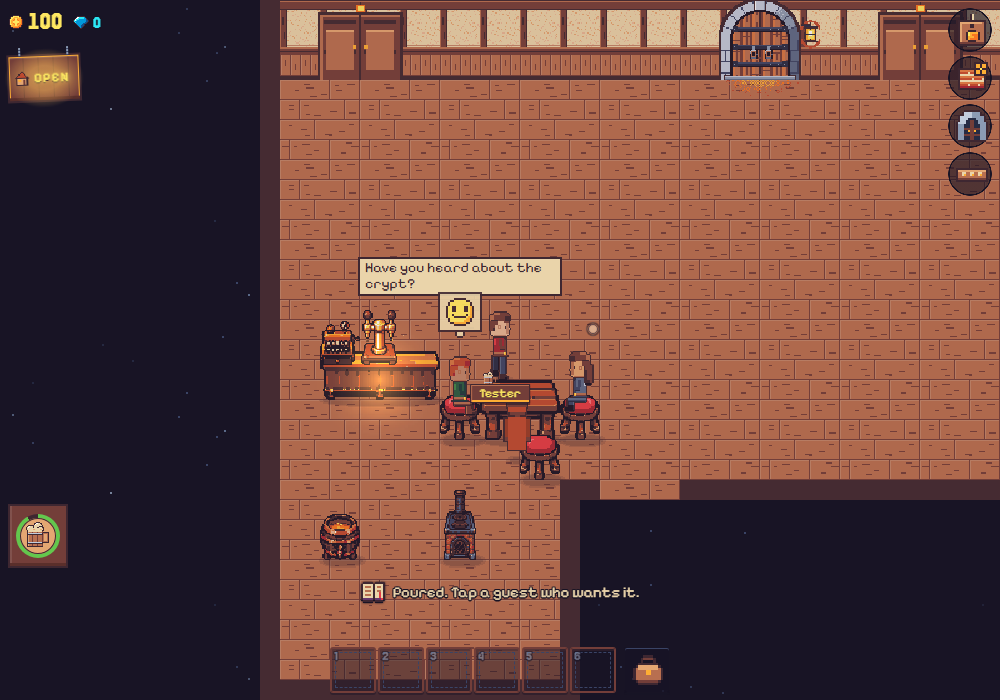 100 0
OPEN
Have you heard about the
crypt?
Tester
Poured. Tap a guest who wants it.
1 2 3 4 5 6